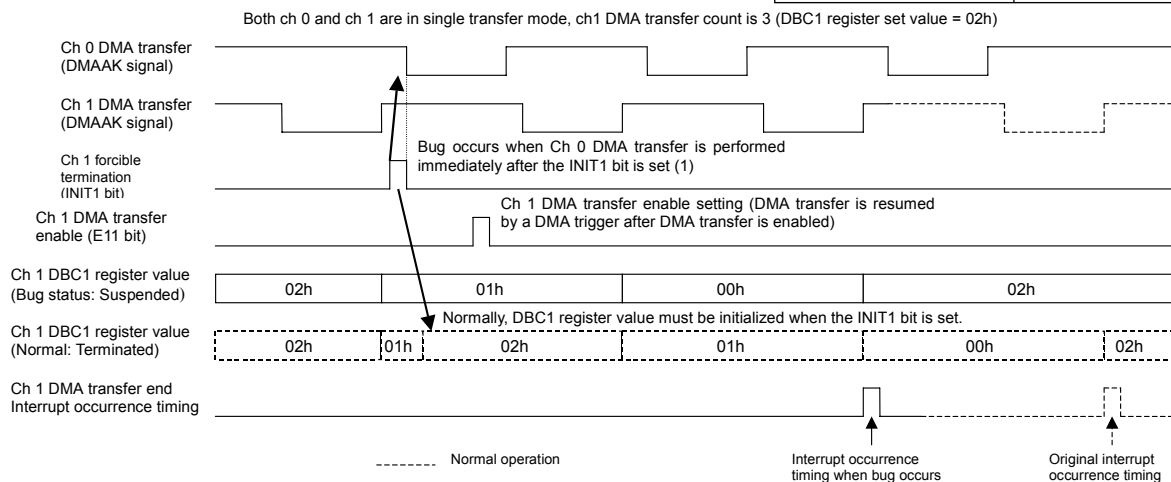 Both ch 0 and ch 1 are in single transfer mode, ch1 DMA transfer count is 3 (DBC1 register set value = 02h)
Ch 0 DMA transfer
(DMAAK signal)
Ch 1 DMA transfer
(DMAAK signal)
Bug occurs when Ch 0 DMA transfer is performed
immediately after the INIT1 bit is set (1)
Ch 1 forcible
termination
(INIT1 bit)
Ch 1 DMA transfer enable setting (DMA transfer is resumed
by a DMA trigger after DMA transfer is enabled)
Ch 1 DMA transfer
enable (E11 bit)
Ch 1 DBC1 register value
(Bug status: Suspended)
02h 01h 00h 02h
Normally, DBC1 register value must be initialized when the INIT1 bit is set.
Ch 1 DBC1 register value
(Normal: Terminated)
02h 01h 02h 01h 00h 02h
Ch 1 DMA transfer end
Interrupt occurrence timing
Normal operation
Interrupt occurrence
timing when bug occurs
Original interrupt
occurrence timing